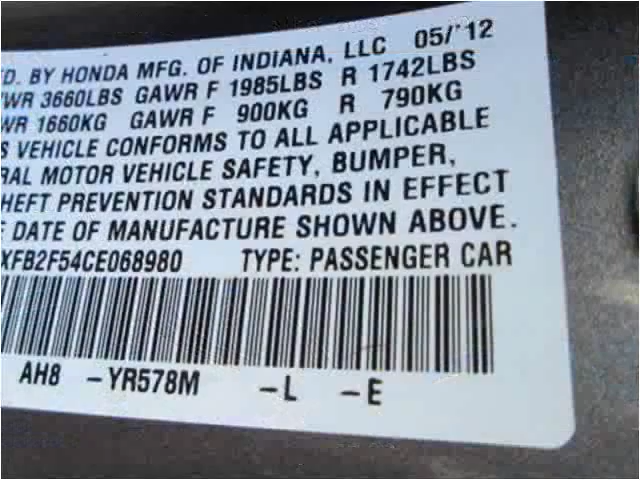 FD. BY HONDA MFG. OF INDIANA, LLC 05/'12
WR 3660LBS GAWR F 1985LBS R 1742LBS
WR 1660KG GAWR F 900KG R 790KG
S VEHICLE CONFORMS TO ALL APPLICABLE
RAL MOTOR VEHICLE SAFETY, BUMPER,
HEFT PREVENTION STANDARDS IN EFFECT
E DATE OF MANUFACTURE SHOWN ABOVE.
XFB2F54CE068980 TYPE: PASSENGER CAR
AH8 -YR578M -L -E